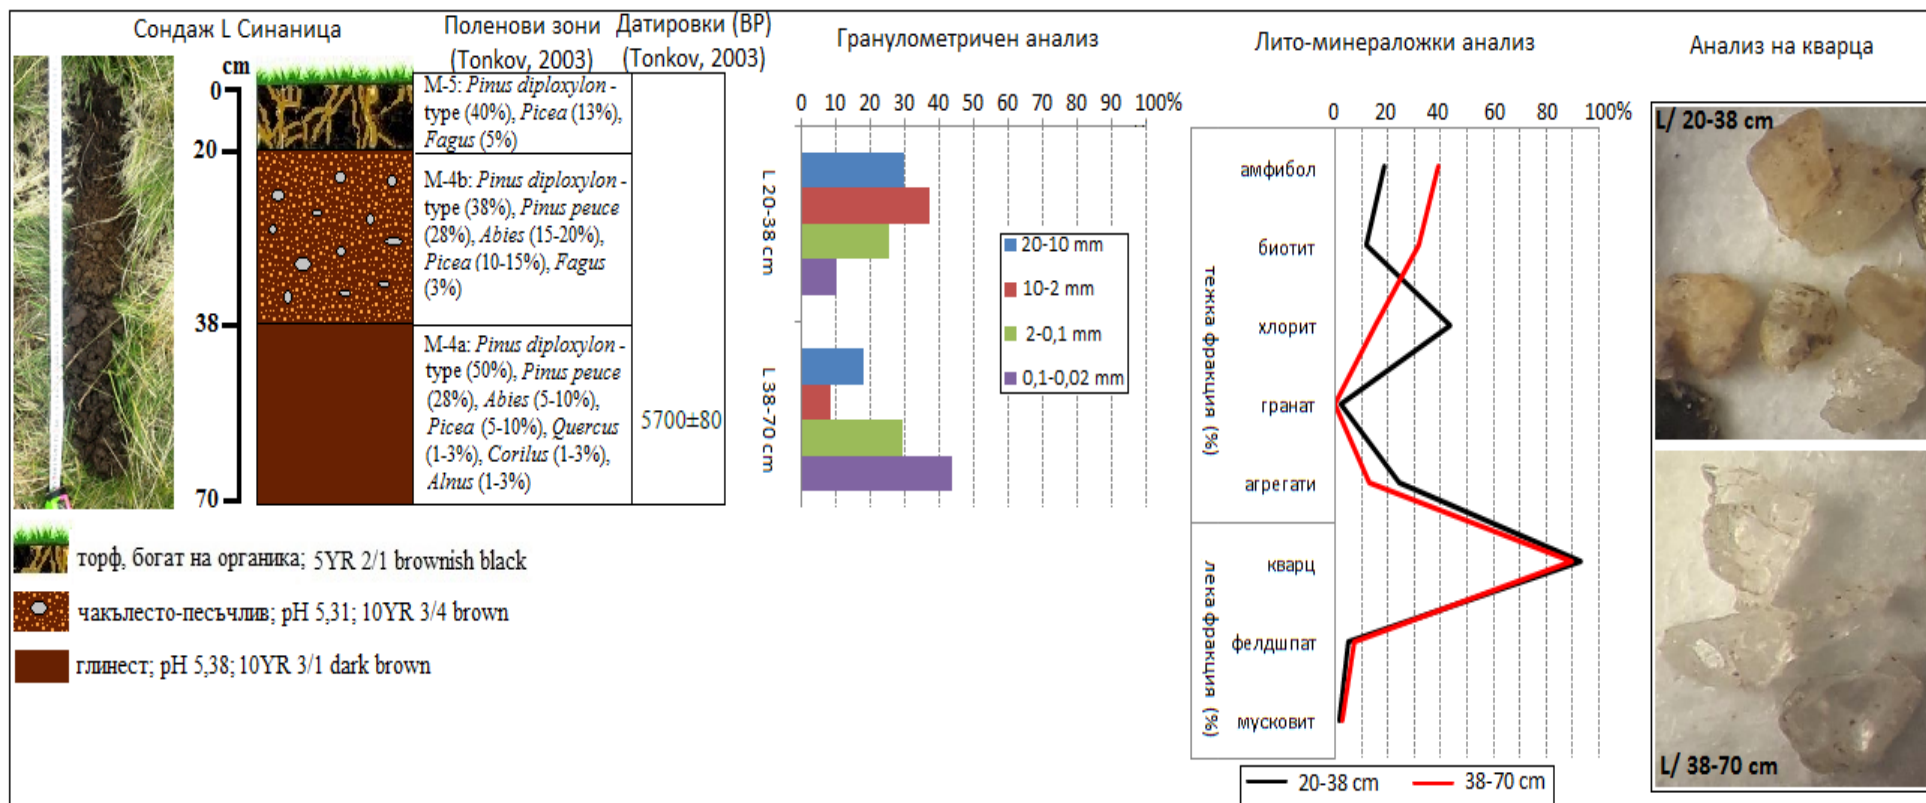 Сондаж L Синаница
cm
0
20
38
70
Поленови зони
(Tonkov, 2003)
M-5: Pinus diploxylon -
type (40%), Picea (13%),
Fagus (5%)
M-4b: Pinus diploxylon -
type (38%), Pinus peuce
(28%), Abies (15-20%),
Picea (10-15%), Fagus
(3%)
M-4a: Pinus diploxylon -
type (50%), Pinus peuce
(28%), Abies (5-10%),
Picea (5-10%), Quercus
(1-3%), Corilus (1-3%),
Alnus (1-3%)
Датировки (BP)
(Tonkov, 2003)
5700±80
торф, богат на органика; 5YR 2/1 brownish black
чакълесто-песъчлив; pH 5,31; 10YR 3/4 brown
глинест; pH 5,38; 10YR 3/1 dark brown
Гранулометричен анализ
0 10 20 30 40 50 60 70 80 90 100%
L 20-38 cm
L 38-70 cm
20-10 mm
10-2 mm
2-0,1 mm
0,1-0,02 mm
Лито-минераложки анализ
0 20 40 60 80 100%
тежка фракция (%)
амфибол
биотит
хлорит
гранат
агрегати
лека фракция (%)
кварц
фелдшпат
мусковит
20-38 cm 38-70 cm
Анализ на кварца
L/ 20-38 cm
L/ 38-70 cm